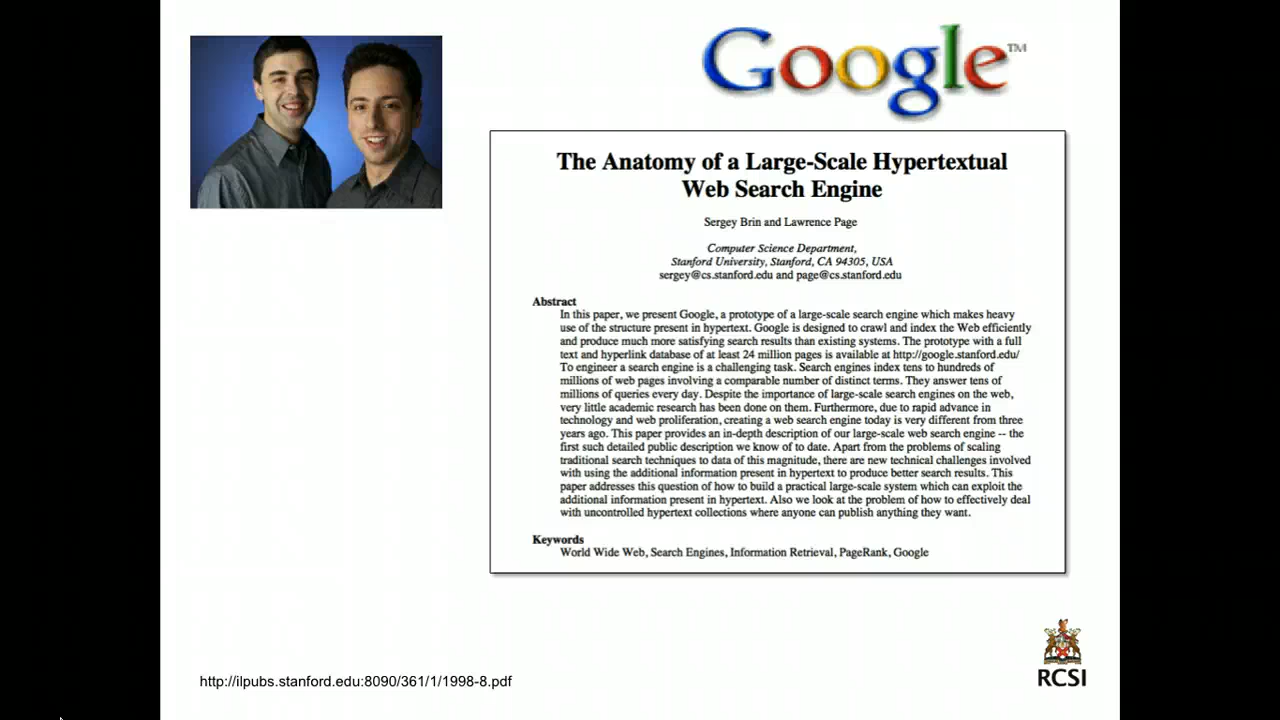 Google™
The Anatomy of a Large-Scale Hypertextual
Web Search Engine
Sergey Brin and Lawrence Page
Computer Science Department,
Stanford University, Stanford, CA 94305, USA
sergey@cs.stanford.edu and page@cs.stanford.edu
Abstract
In this paper, we present Google, a prototype of a large-scale search engine which makes heavy
use of the structure present in hypertext. Google is designed to crawl and index the Web efficiently
and produce much more satisfying search results than existing systems. The prototype with a full
text and hyperlink database of at least 24 million pages is available at http://google.stanford.edu/
To engineer a search engine is a challenging task. Search engines index tens to hundreds of
millions of web pages involving a comparable number of distinct terms. They answer tens of
millions of queries every day. Despite the importance of large-scale search engines on the web,
very little academic research has been done on them. Furthermore, due to rapid advance in
technology and web proliferation, creating a web search engine today is very different from three
years ago. This paper provides an in-depth description of our large-scale web search engine -- the
first such detailed public description we know of to date. Apart from the problems of scaling
traditional search techniques to data of this magnitude, there are new technical challenges involved
with using the additional information present in hypertext to produce better search results. This
paper addresses this question of how to build a practical large-scale system which can exploit the
additional information present in hypertext. Also we look at the problem of how to effectively deal
with uncontrolled hypertext collections where anyone can publish anything they want.
Keywords
World Wide Web, Search Engines, Information Retrieval, PageRank, Google
RCSI
http://ilpubs.stanford.edu:8090/361/1/1998-8.pdf